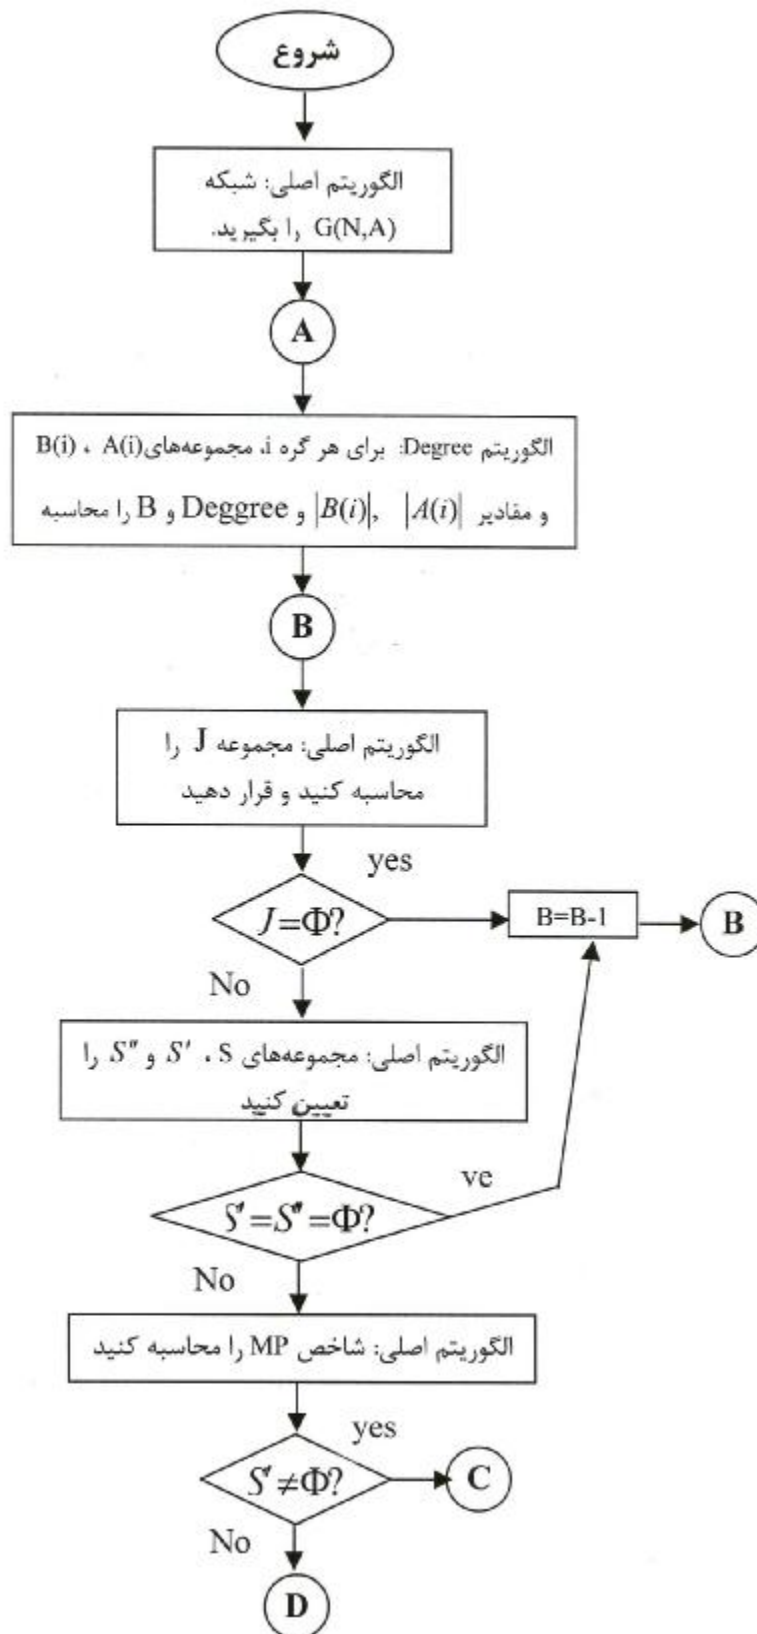 شروع
الگوریتم اصلی: شبکه
G(N,A) را بگیرید.
A
الگوریتم Degree: برای هر گره i، مجموعه‌های A(i) ، B(i)
و مقادیر |A(i)| ,|B(i)| و Deggree و B را محاسبه
B
الگوریتم اصلی: مجموعه J را
محاسبه کنید و قرار دهید
yes
J=Φ?
B=B-1
B
No
الگوریتم اصلی: مجموعه‌های S ، S′ و S″ را
تعیین کنید
ve
S′=S″=Φ?
No
الگوریتم اصلی: شاخص MP را محاسبه کنید
yes
S′≠Φ?
C
No
D